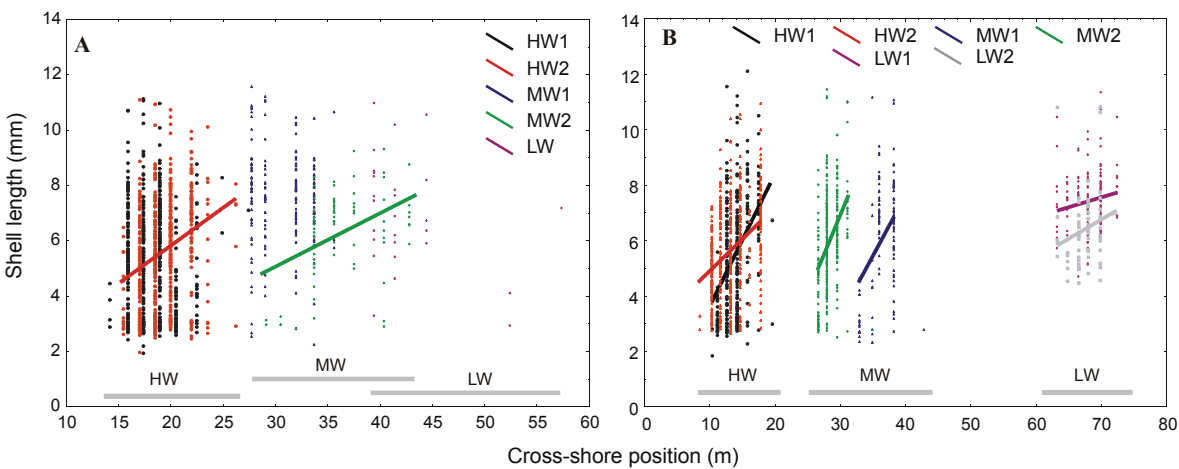 A
HW1
HW2
MW1
MW2
LW
Shell length (mm)
14
12
10
8
6
4
2
0
HW
MW
LW
10 15 20 25 30 35 40 45 50 55 60
B
HW1 HW2 MW1 MW2
LW1 LW2
14
12
10
8
6
4
2
0
HW
MW
LW
0 10 20 30 40 50 60 70 80
Cross-shore position (m)